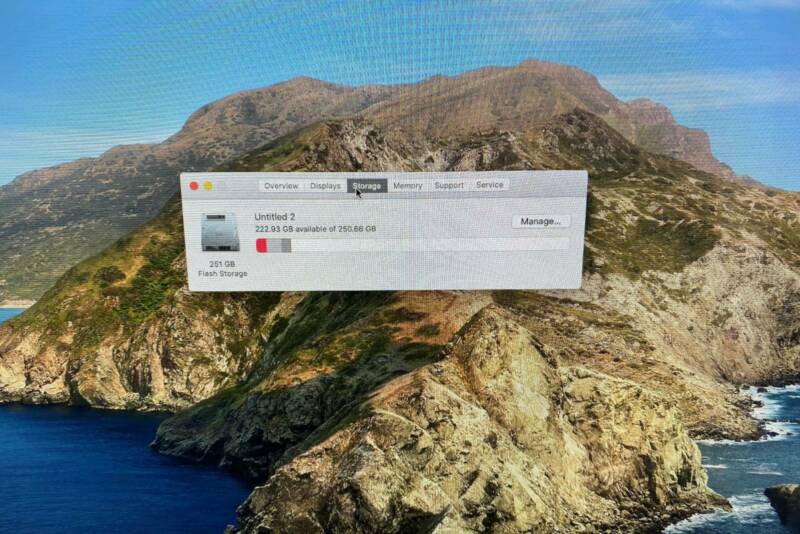 Overview Displays Storage Memory Support Service
Untitled 2
222.93 GB available of 250.66 GB
Manage...
251 GB
Flash Storage